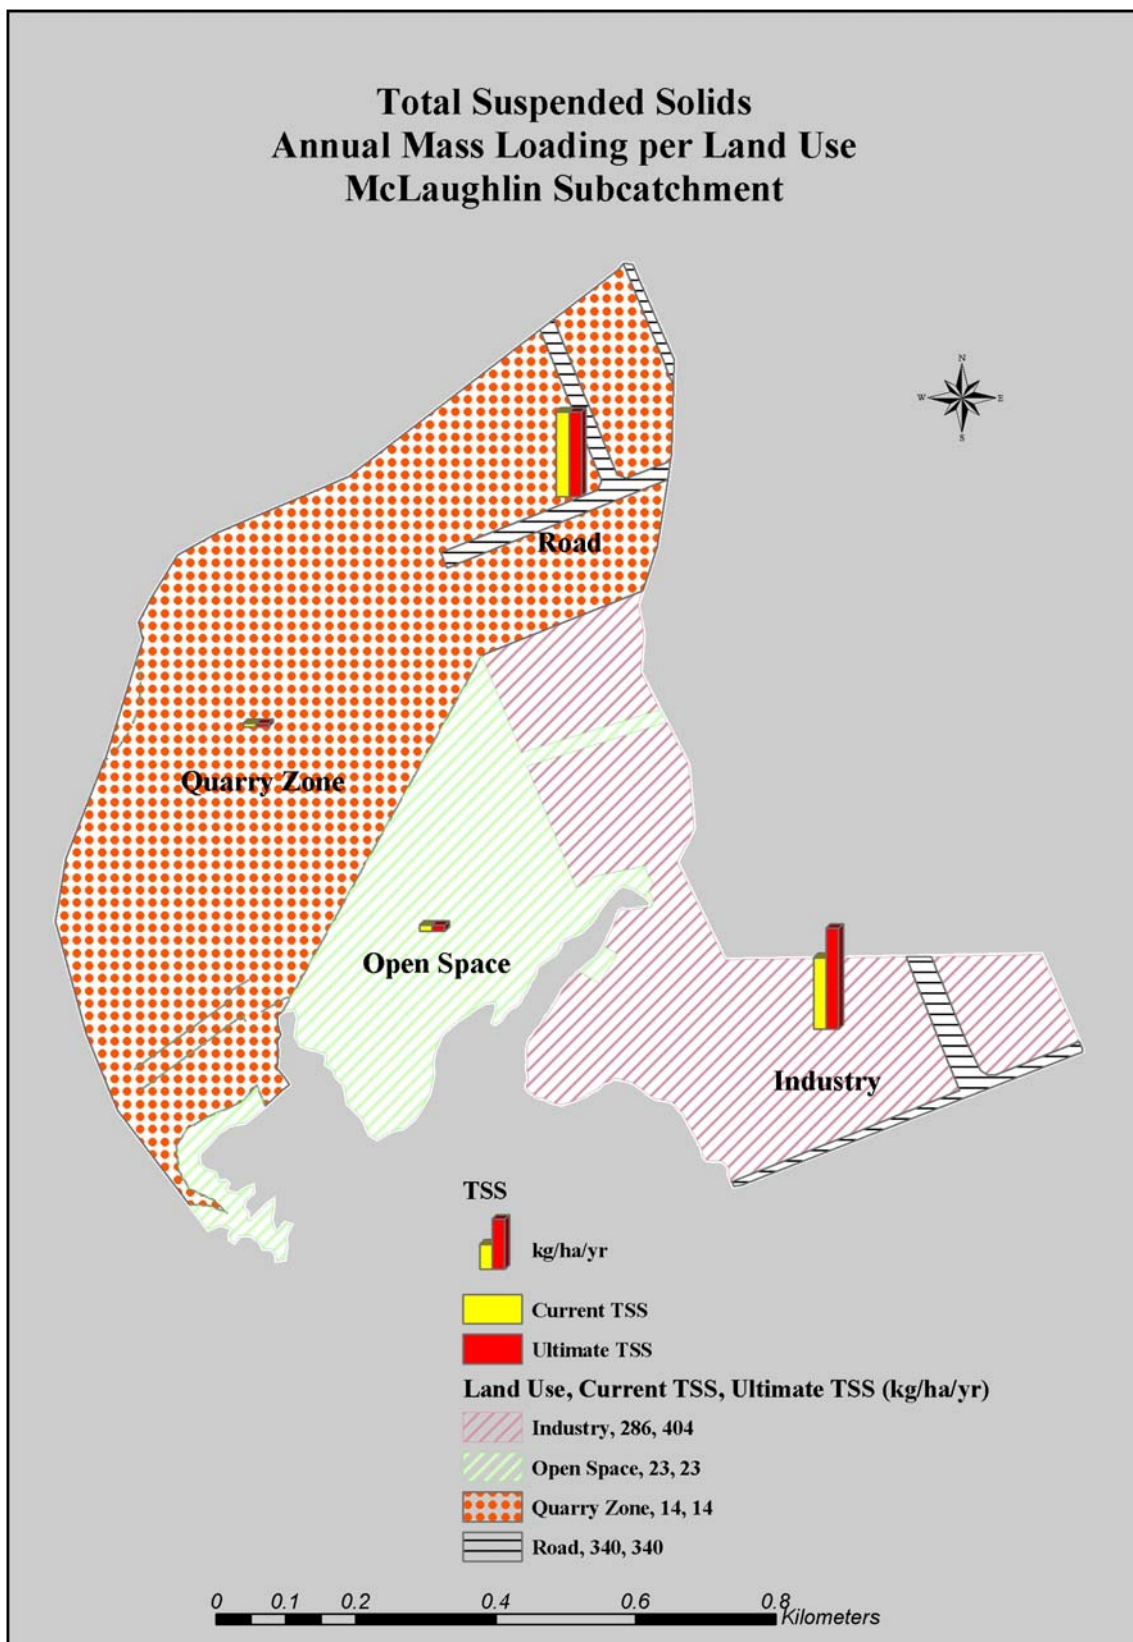 Total Suspended Solids
Annual Mass Loading per Land Use
McLaughlin Subcatchment
N
W E
S
Road
Quarry Zone
Open Space
Industry
TSS
kg/ha/yr
Current TSS
Ultimate TSS
Land Use, Current TSS, Ultimate TSS (kg/ha/yr)
Industry, 286, 404
Open Space, 23, 23
Quarry Zone, 14, 14
Road, 340, 340
0 0.1 0.2 0.4 0.6 0.8
Kilometers